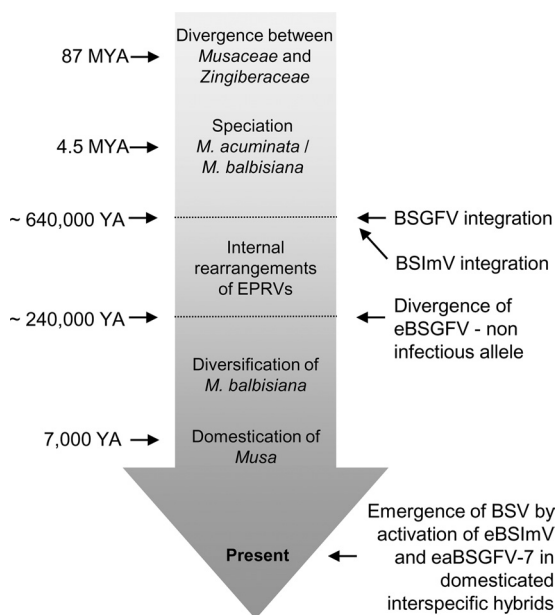 Divergence between
Musaceae and
Zingiberaceae
87 MYA
Speciation
M. acuminata /
M. balbisiana
4.5 MYA
~ 640,000 YA
BSGFV integration
BSImV integration
Internal
rearrangements
of EPRVs
~ 240,000 YA
Divergence of
eBSGFV - non
infectious allele
Diversification of
M. balbisiana
7,000 YA
Domestication of
Musa
Present
Emergence of BSV by
activation of eBSImV
and eaBSGFV-7 in
domesticated
interspecific hybrids